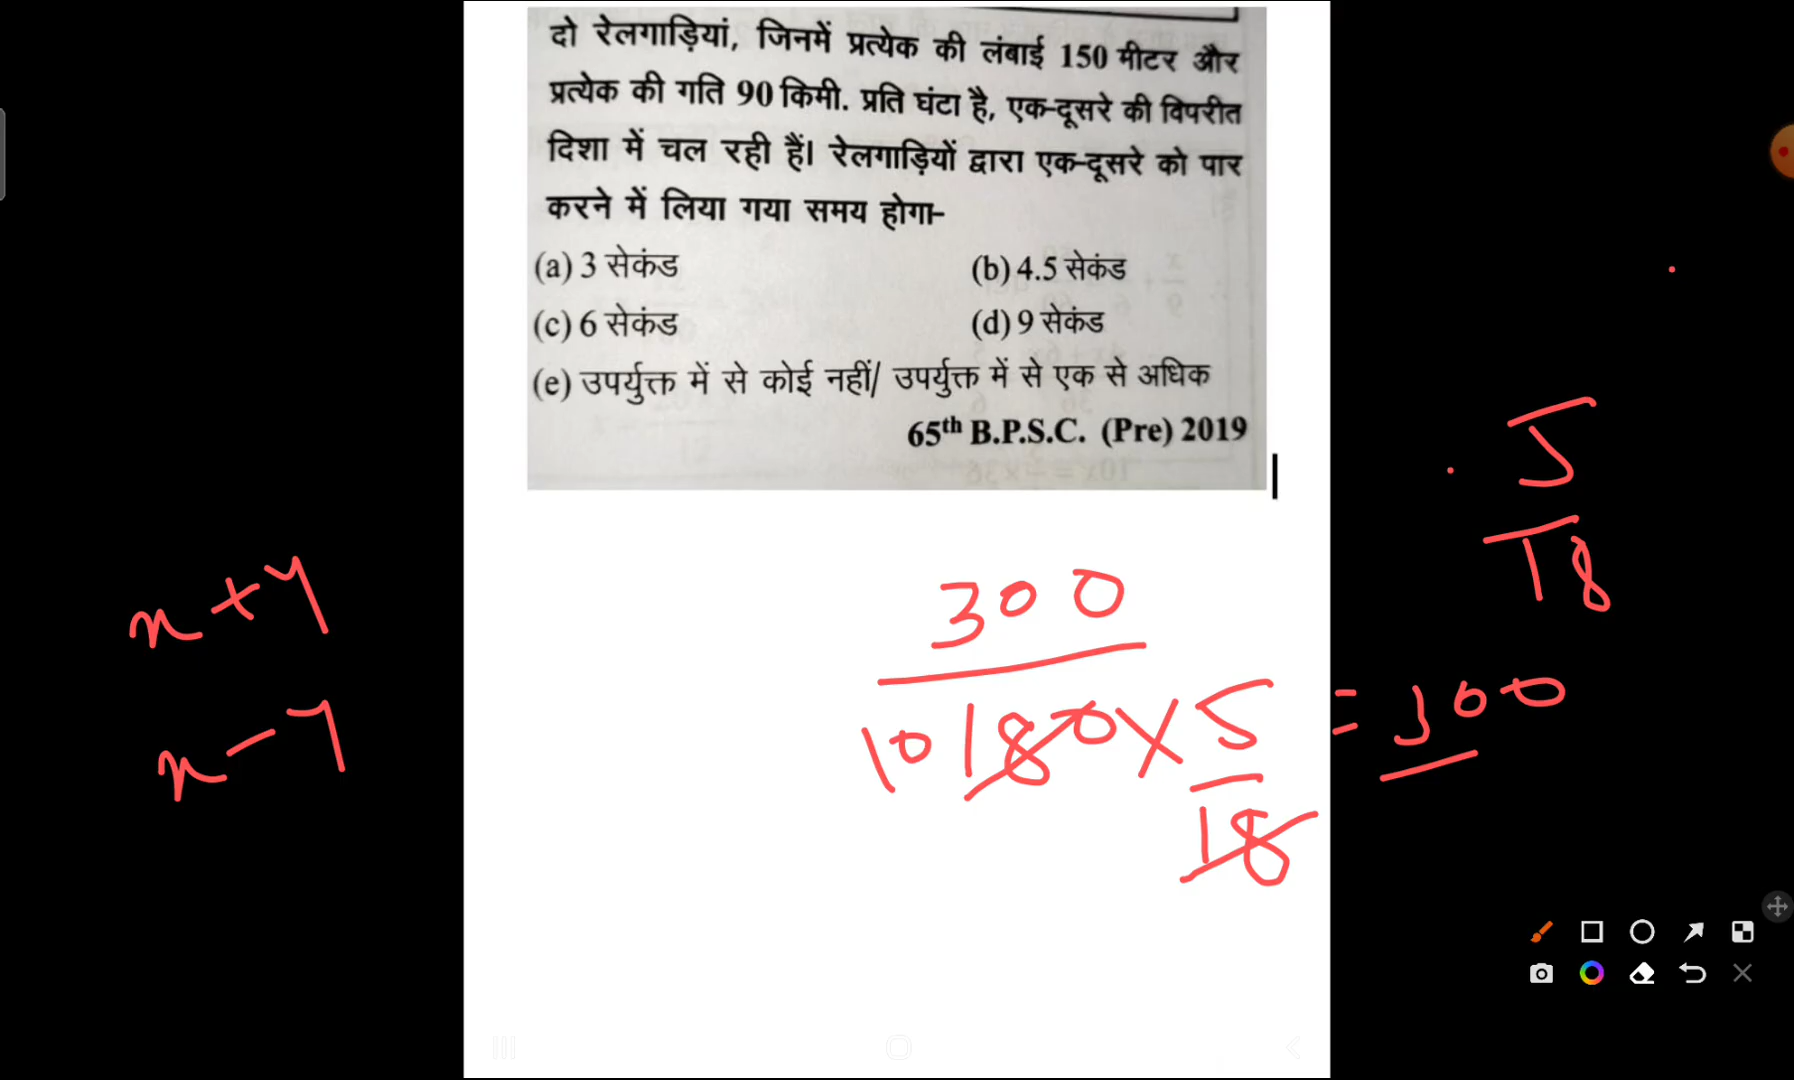 दो रेलगाड़ियां, जिनमें प्रत्येक की लंबाई 150 मीटर और
प्रत्येक की गति 90 किमी. प्रति घंटा है, एक-दूसरे की विपरीत
दिशा में चल रही हैं। रेलगाड़ियों द्वारा एक-दूसरे को पार
करने में लिया गया समय होगा-
(a) 3 सेकंड (b) 4.5 सेकंड
(c) 6 सेकंड (d) 9 सेकंड
(e) उपर्युक्त में से कोई नहीं/ उपर्युक्त में से एक से अधिक
65th B.P.S.C. (Pre) 2019
5
18
x+y
x-y
300
10 180 × 5
18
= 300